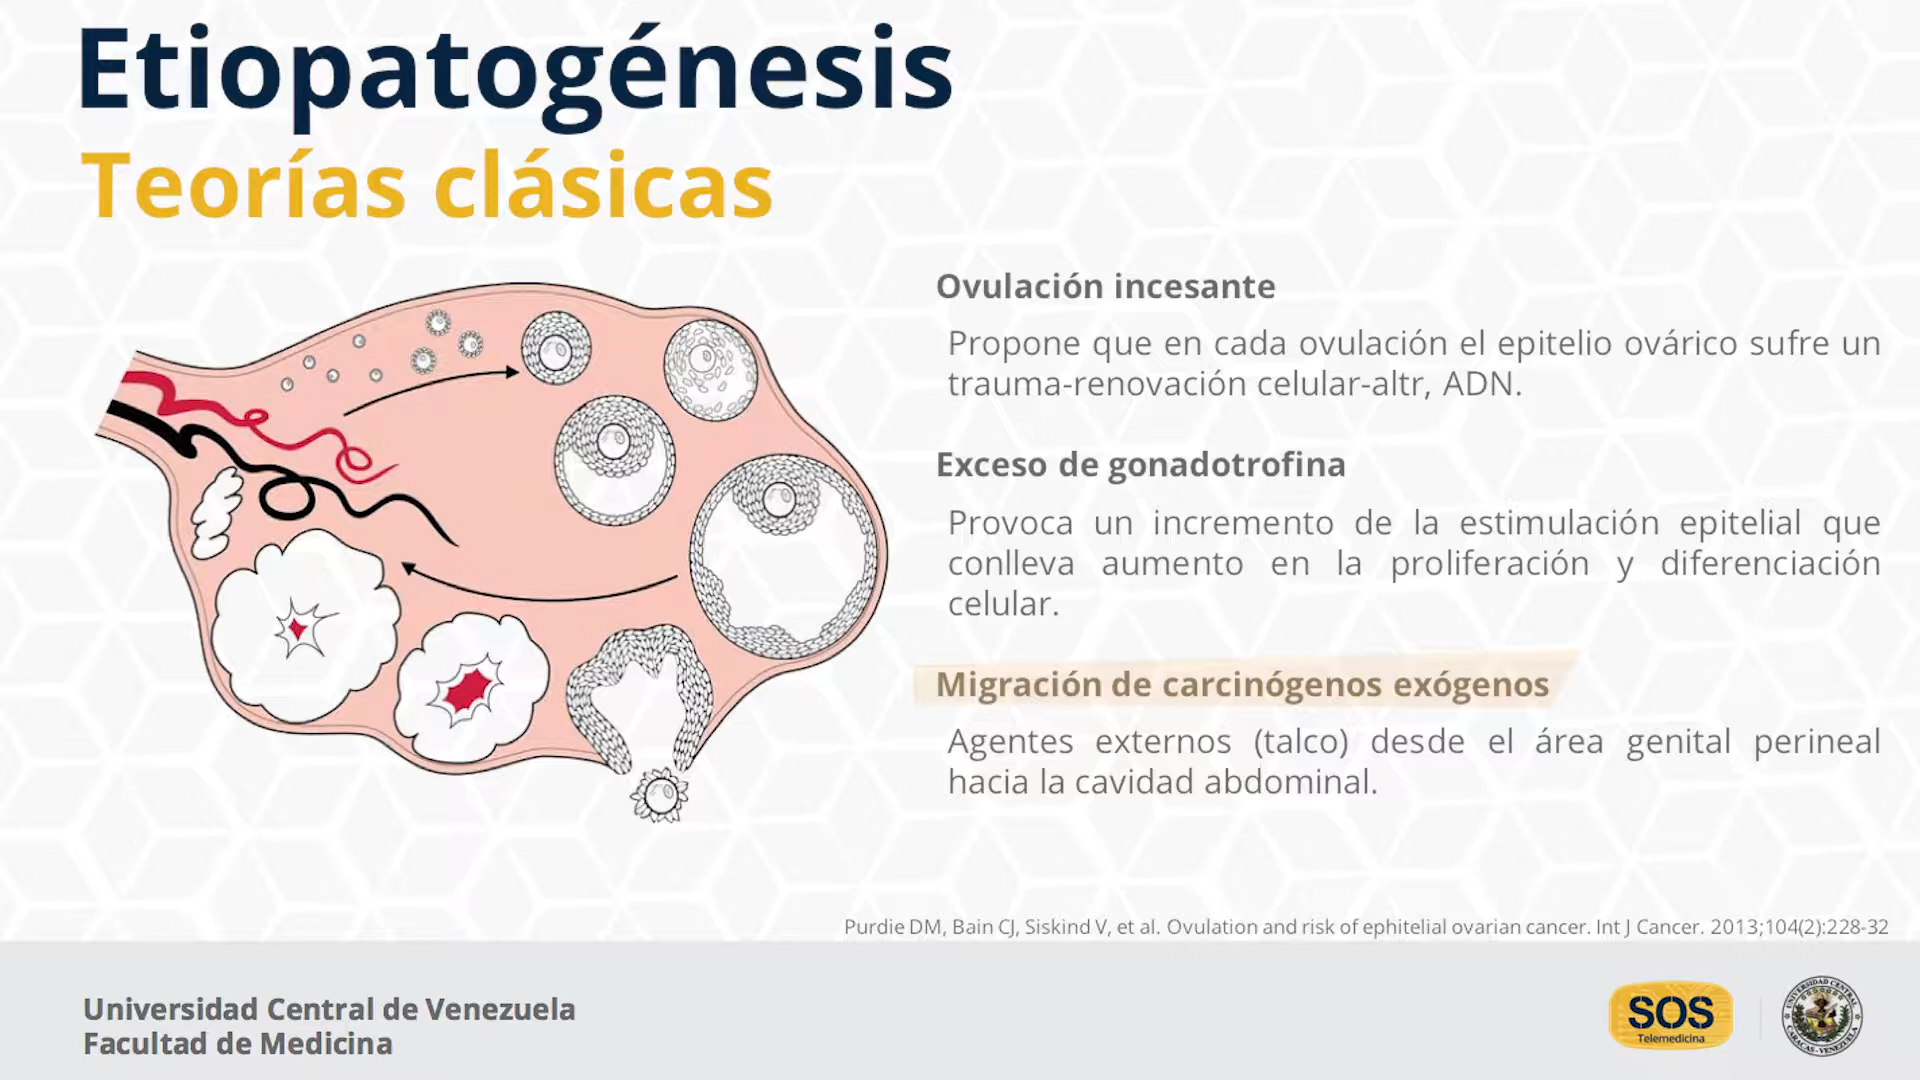 Etiopatogénesis
Teorías clásicas
Ovulación incesante
Propone que en cada ovulación el epitelio ovárico sufre un
trauma-renovación celular-altr, ADN.
Exceso de gonadotrofina
Provoca un incremento de la estimulación epitelial que
conlleva aumento en la proliferación y diferenciación
celular.
Migración de carcinógenos exógenos
Agentes externos (talco) desde el área genital perineal
hacia la cavidad abdominal.
Purdie DM, Bain CJ, Siskind V, et al. Ovulation and risk of ephitelial ovarian cancer. Int J Cancer. 2013;104(2):228-32
Universidad Central de Venezuela
Facultad de Medicina
SOS
Telemedicina
UNIVERSIDAD CENTRAL
CARACAS - VENEZUELA